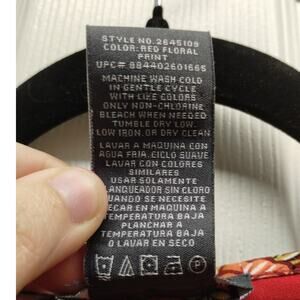 STYLE NO. 2645109
COLOR: RED FLORAL
PRINT
UPC# 884402601665
MACHINE WASH COLD
IN GENTLE CYCLE
WITH LIKE COLORS
ONLY NON-CHLORINE
BLEACH WHEN NEEDED
TUMBLE DRY LOW.
LOW IRON. OR DRY CLEAN
LAVAR A MAQUINA CON
AGUA FRIA. CICLO SUAVE
LAVAR CON COLORES
SIMILARES
USAR SOLAMENTE
LANQUEADOR SIN CLORO
UANDO SE NECESITE
ECAR EN MAQUINA A
TEMPERATURA BAJA
PLANCHAR A
TEMPERATURA BAJA
O LAVAR EN SECO
P